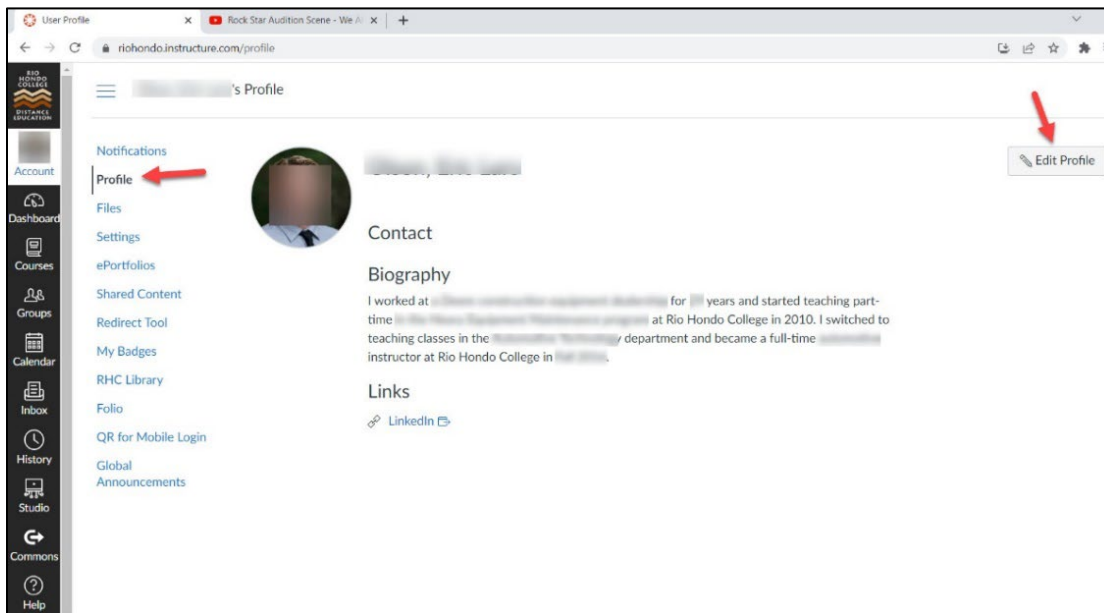 User Profile
Rock Star Audition Scene - We A
riohondo.instructure.com/profile
RIO
HONDO
COLLEGE
DISTANCE
EDUCATION
's Profile
Account
Dashboard
Courses
Groups
Calendar
Inbox
History
Studio
Commons
Help
Notifications
Profile
Files
Settings
ePortfolios
Shared Content
Redirect Tool
My Badges
RHC Library
Folio
QR for Mobile Login
Global
Announcements
Edit Profile
Contact
Biography
I worked at for years and started teaching part-
time at Rio Hondo College in 2010. I switched to
teaching classes in the department and became a full-time
instructor at Rio Hondo College in .
Links
LinkedIn